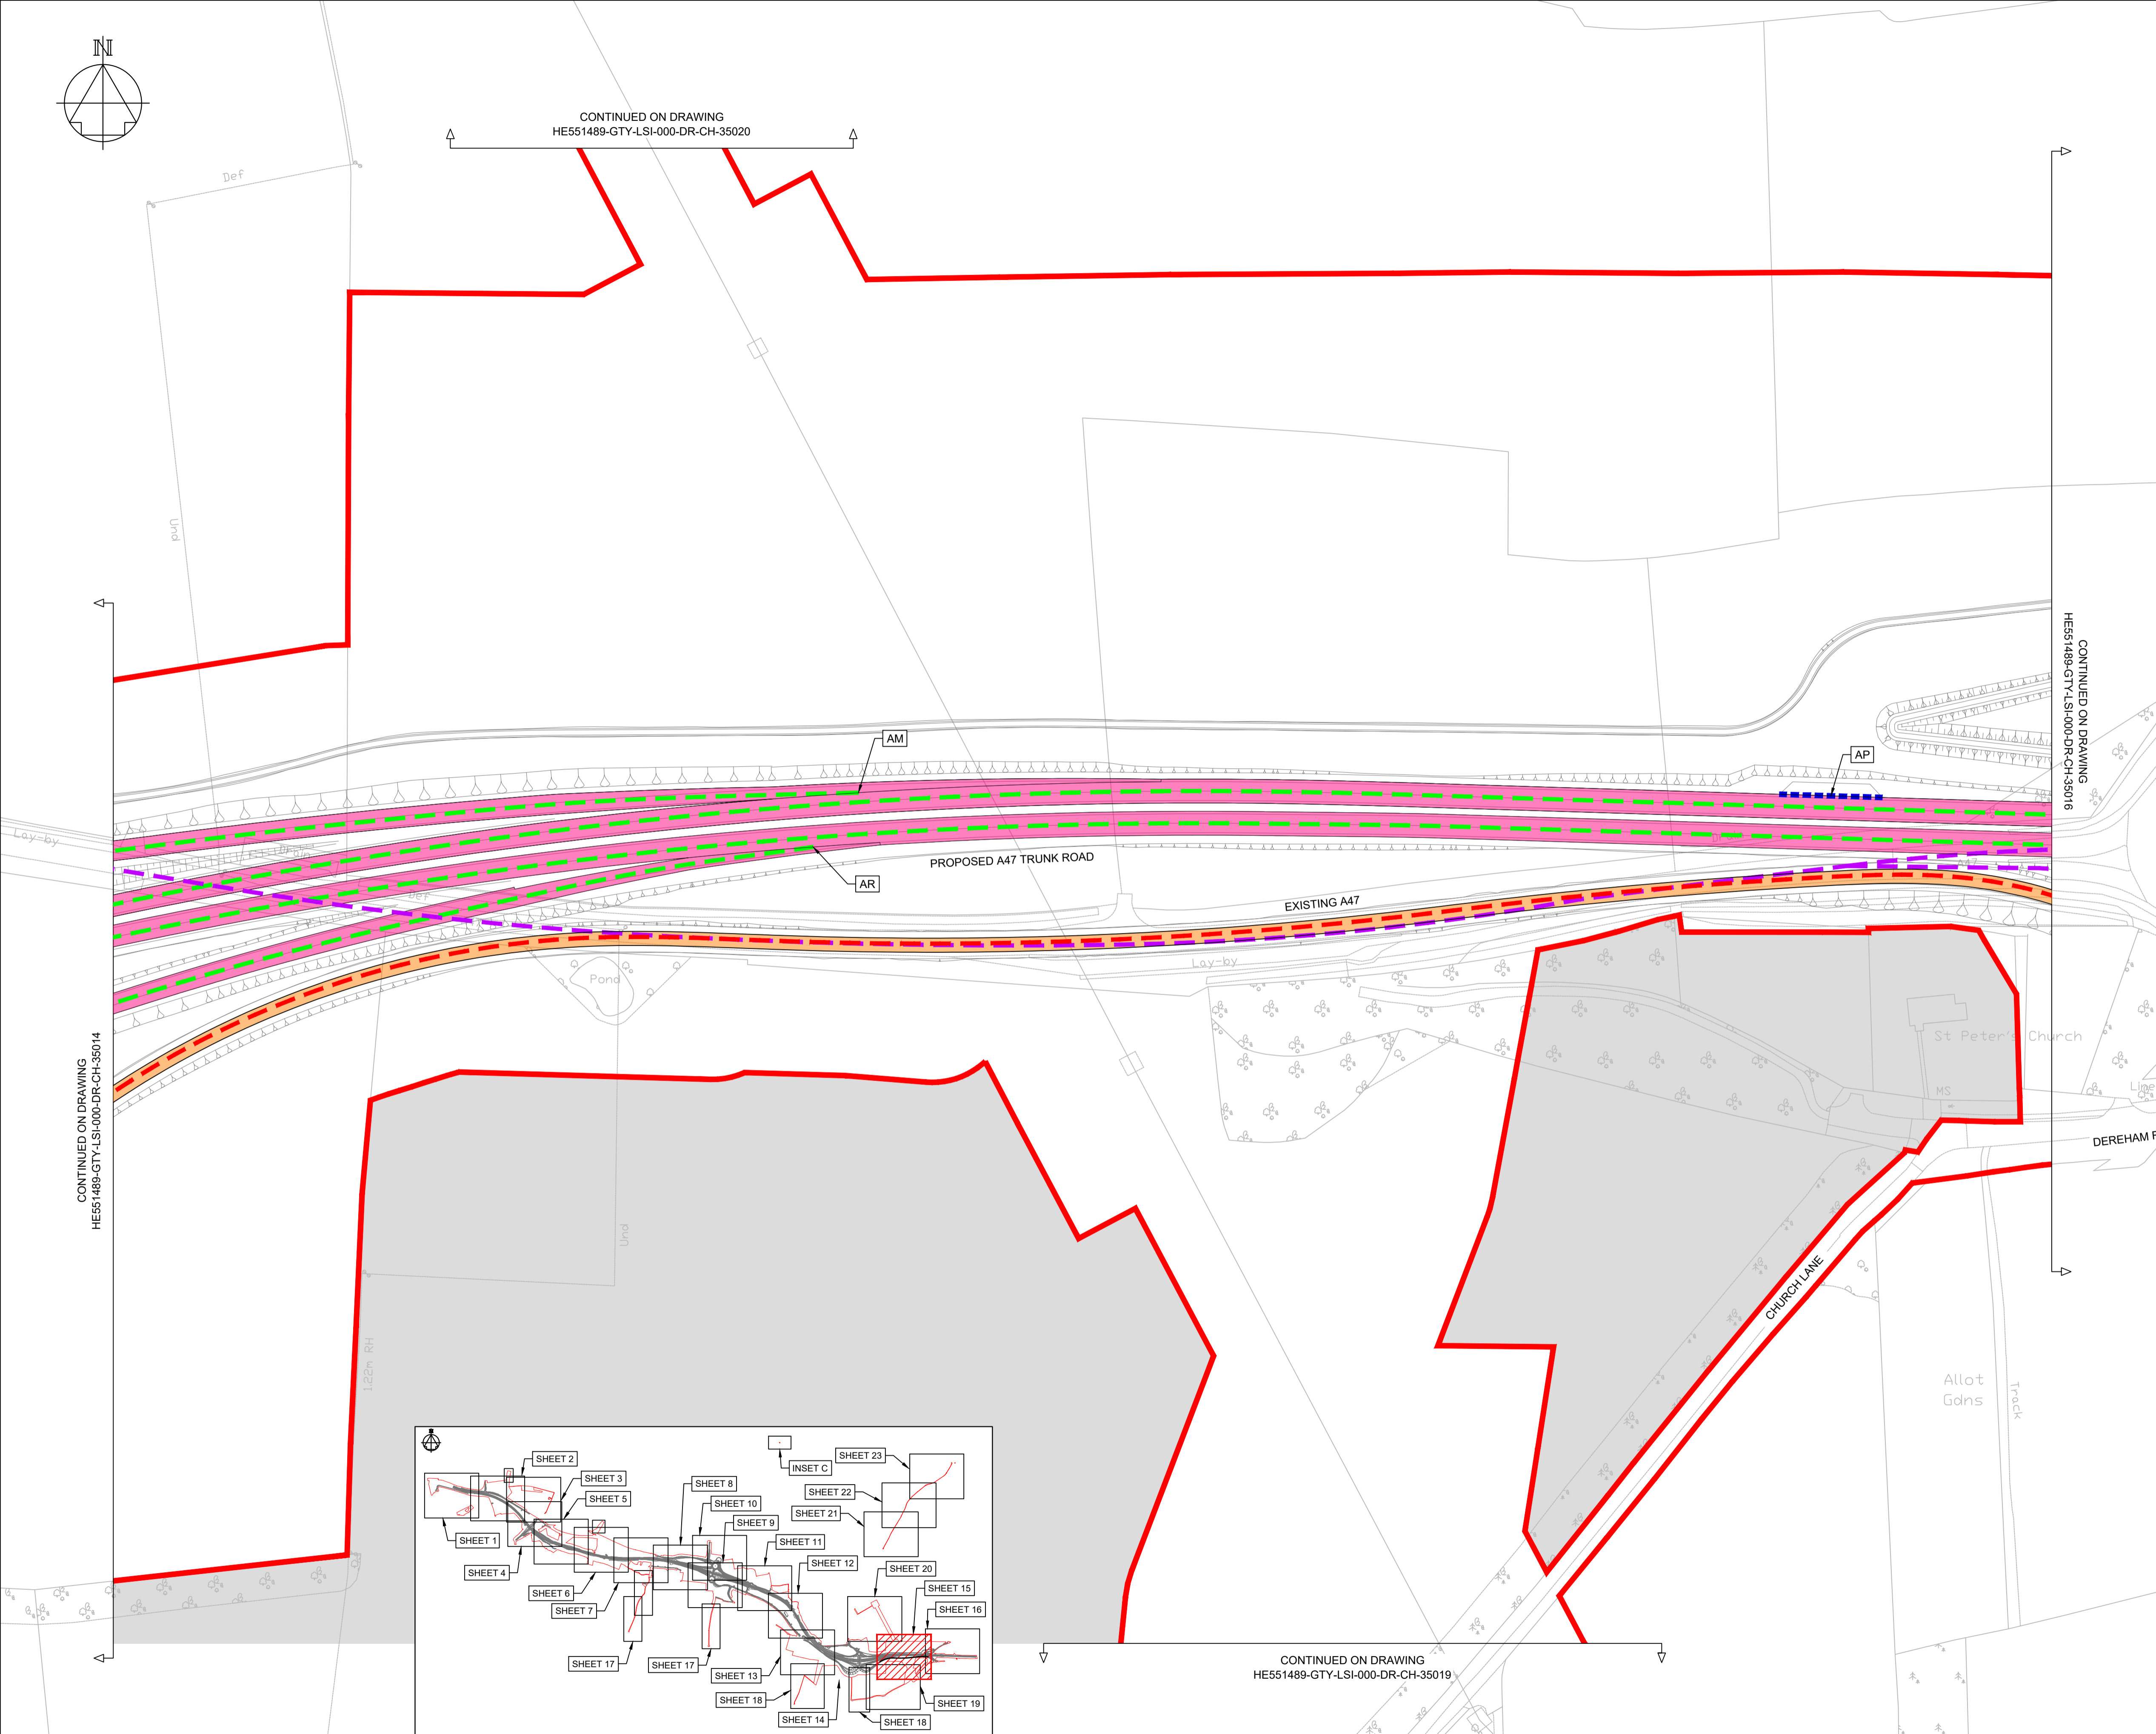 N
CONTINUED ON DRAWING
HE551489-GTY-LSI-000-DR-CH-35020
Def
Und
CONTINUED ON DRAWING
HE551489-GTY-LSI-000-DR-CH-35016
AM
AP
Lay-by
Drain
Def
AR
PROPOSED A47 TRUNK ROAD
A47
EXISTING A47
Lay-by
Pond
St Peter's Church
MS
DEREHAM R
CONTINUED ON DRAWING
HE551489-GTY-LSI-000-DR-CH-35014
Und
1.22m RH
CHURCH LANE
Allot
Gdns
Track
SHEET 2
SHEET 3
SHEET 5
SHEET 1
SHEET 4
SHEET 6
SHEET 7
SHEET 17
SHEET 17
SHEET 8
SHEET 10
SHEET 9
SHEET 11
SHEET 12
INSET C
SHEET 23
SHEET 22
SHEET 21
SHEET 20
SHEET 15
SHEET 16
SHEET 13
SHEET 18
SHEET 14
SHEET 18
SHEET 19
CONTINUED ON DRAWING
HE551489-GTY-LSI-000-DR-CH-35019